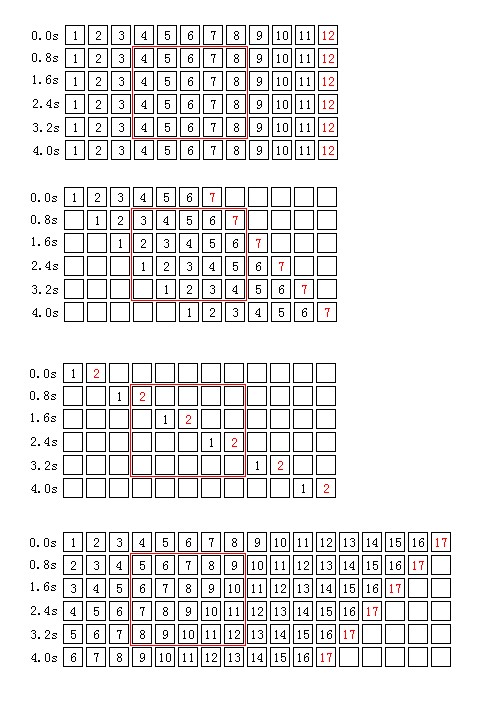 0.0s 1 2 3 4 5 6 7 8 9 10 11 12
0.8s 1 2 3 4 5 6 7 8 9 10 11 12
1.6s 1 2 3 4 5 6 7 8 9 10 11 12
2.4s 1 2 3 4 5 6 7 8 9 10 11 12
3.2s 1 2 3 4 5 6 7 8 9 10 11 12
4.0s 1 2 3 4 5 6 7 8 9 10 11 12
0.0s 1 2 3 4 5 6 7
0.8s 1 2 3 4 5 6 7
1.6s 1 2 3 4 5 6 7
2.4s 1 2 3 4 5 6 7
3.2s 1 2 3 4 5 6 7
4.0s 1 2 3 4 5 6 7
0.0s 1 2
0.8s 1 2
1.6s 1 2
2.4s 1 2
3.2s 1 2
4.0s 1 2
0.0s 1 2 3 4 5 6 7 8 9 10 11 12 13 14 15 16 17
0.8s 2 3 4 5 6 7 8 9 10 11 12 13 14 15 16 17
1.6s 3 4 5 6 7 8 9 10 11 12 13 14 15 16 17
2.4s 4 5 6 7 8 9 10 11 12 13 14 15 16 17
3.2s 5 6 7 8 9 10 11 12 13 14 15 16 17
4.0s 6 7 8 9 10 11 12 13 14 15 16 17